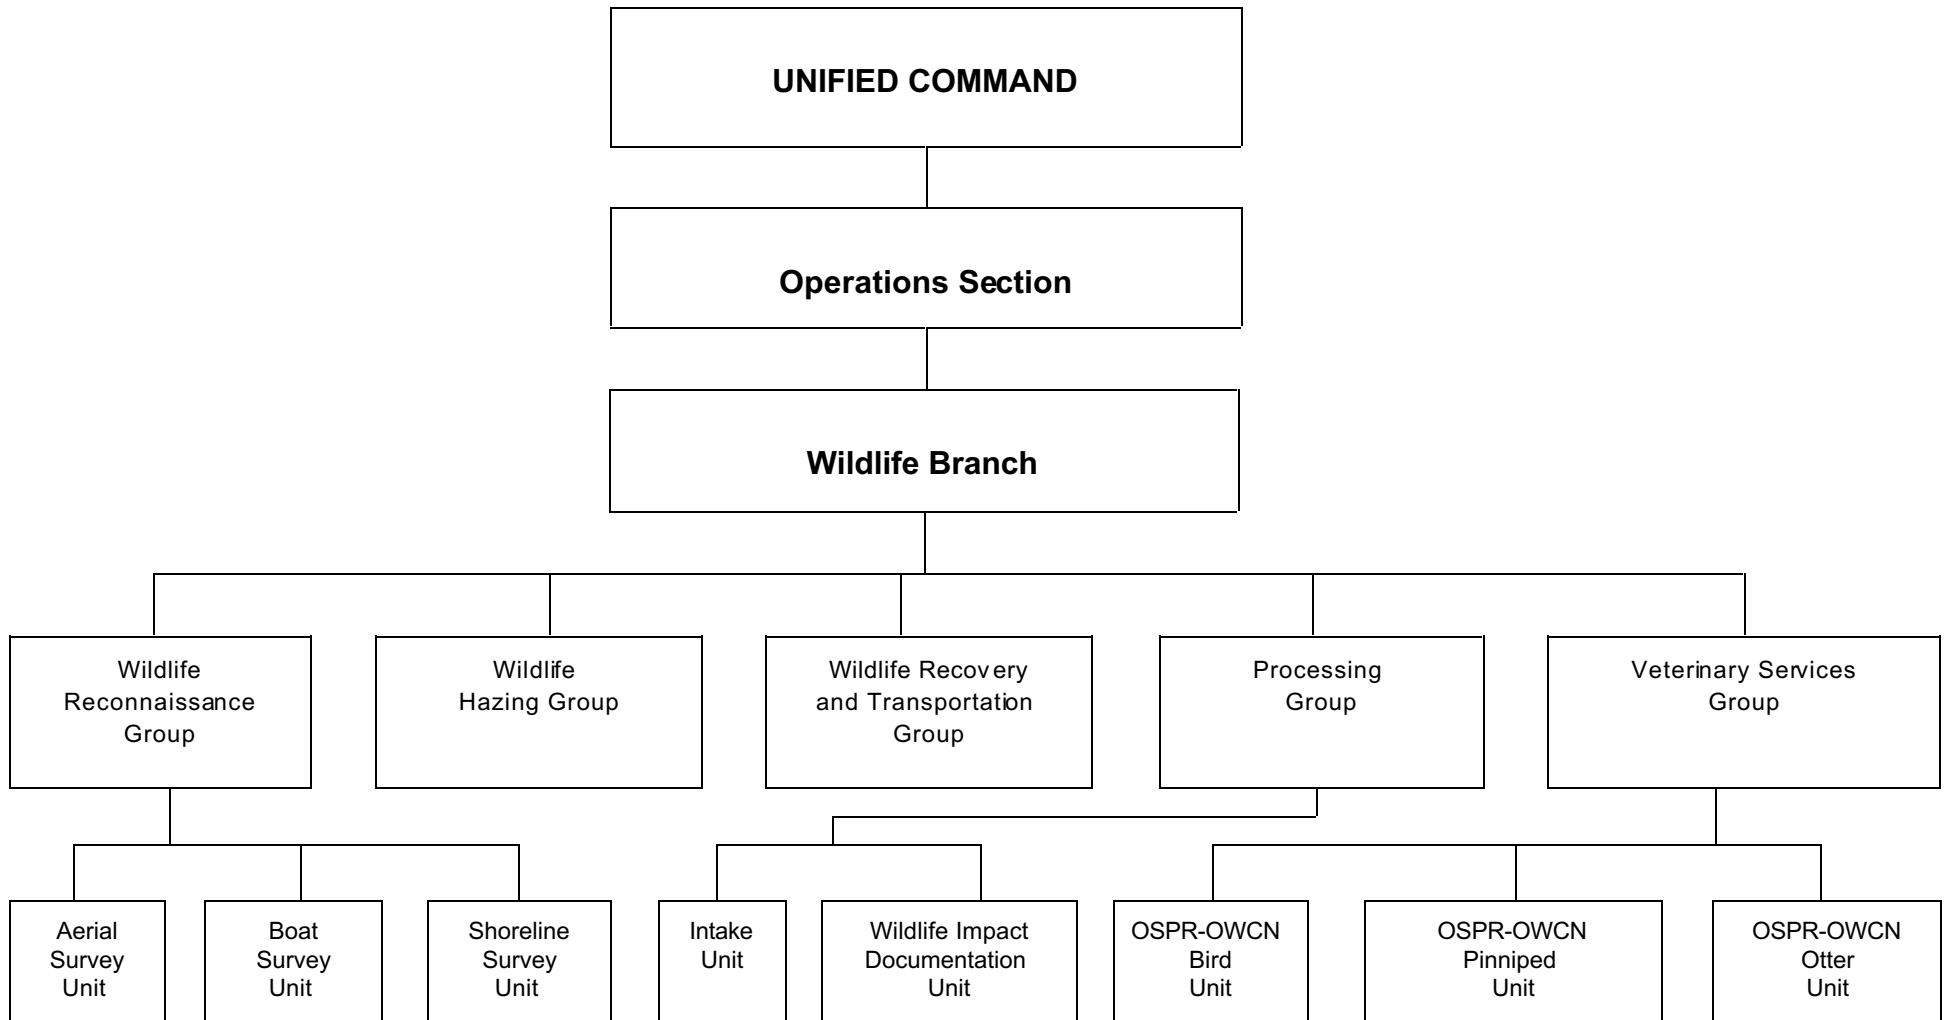 UNIFIED COMMAND
Operations Section
Wildlife Branch
Wildlife
Reconnaissance
Group
Wildlife
Hazing Group
Wildlife Recovery
and Transportation
Group
Processing
Group
Veterinary Services
Group
Aerial
Survey
Unit
Boat
Survey
Unit
Shoreline
Survey
Unit
Intake
Unit
Wildlife Impact
Documentation
Unit
OSPR-OWCN
Bird
Unit
OSPR-OWCN
Pinniped
Unit
OSPR-OWCN
Otter
Unit